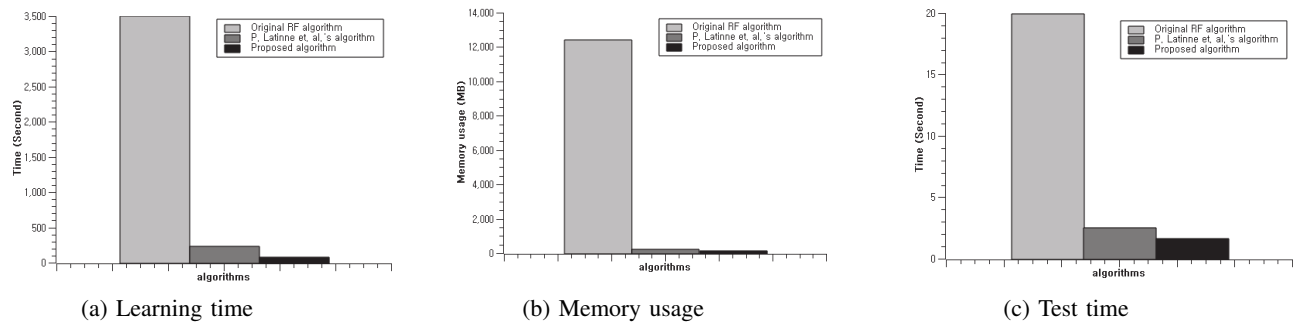 3,500
3,000
2,500
2,000
1,500
1,000
500
0
Time (Second)
Original RF algorithm
P, Latinne et, al,'s algorithm
Proposed algorithm
algorithms
(a) Learning time
14,000
12,000
10,000
8,000
6,000
4,000
2,000
0
Memory usage (MB)
Original RF algorithm
P, Latinne et, al,'s algorithm
Proposed algorithm
algorithms
(b) Memory usage
20
15
10
5
0
Time (Second)
Original RF algorithm
P, Latinne et, al,'s algorithm
Proposed algorithm
algorithms
(c) Test time